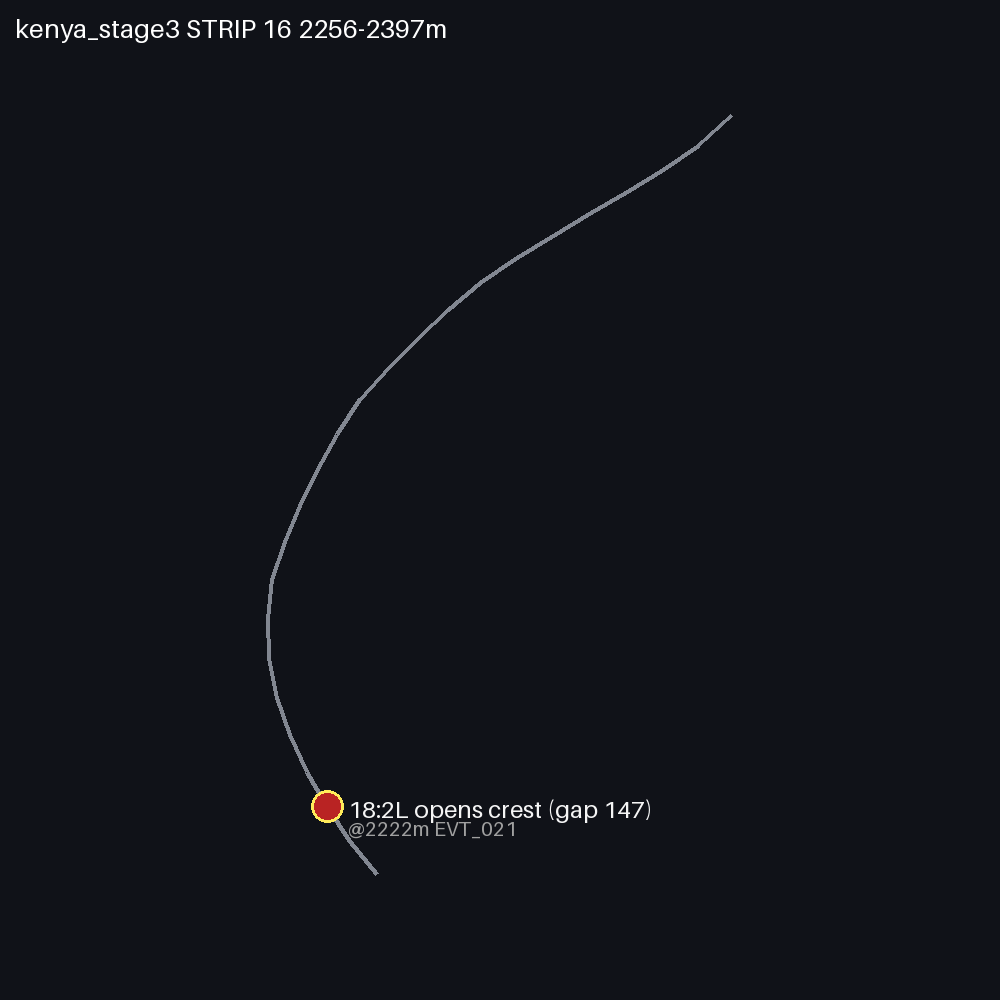 kenya_stage3 STRIP 16 2256-2397m
18:2L opens crest (gap 147)
@2222m EVT_021